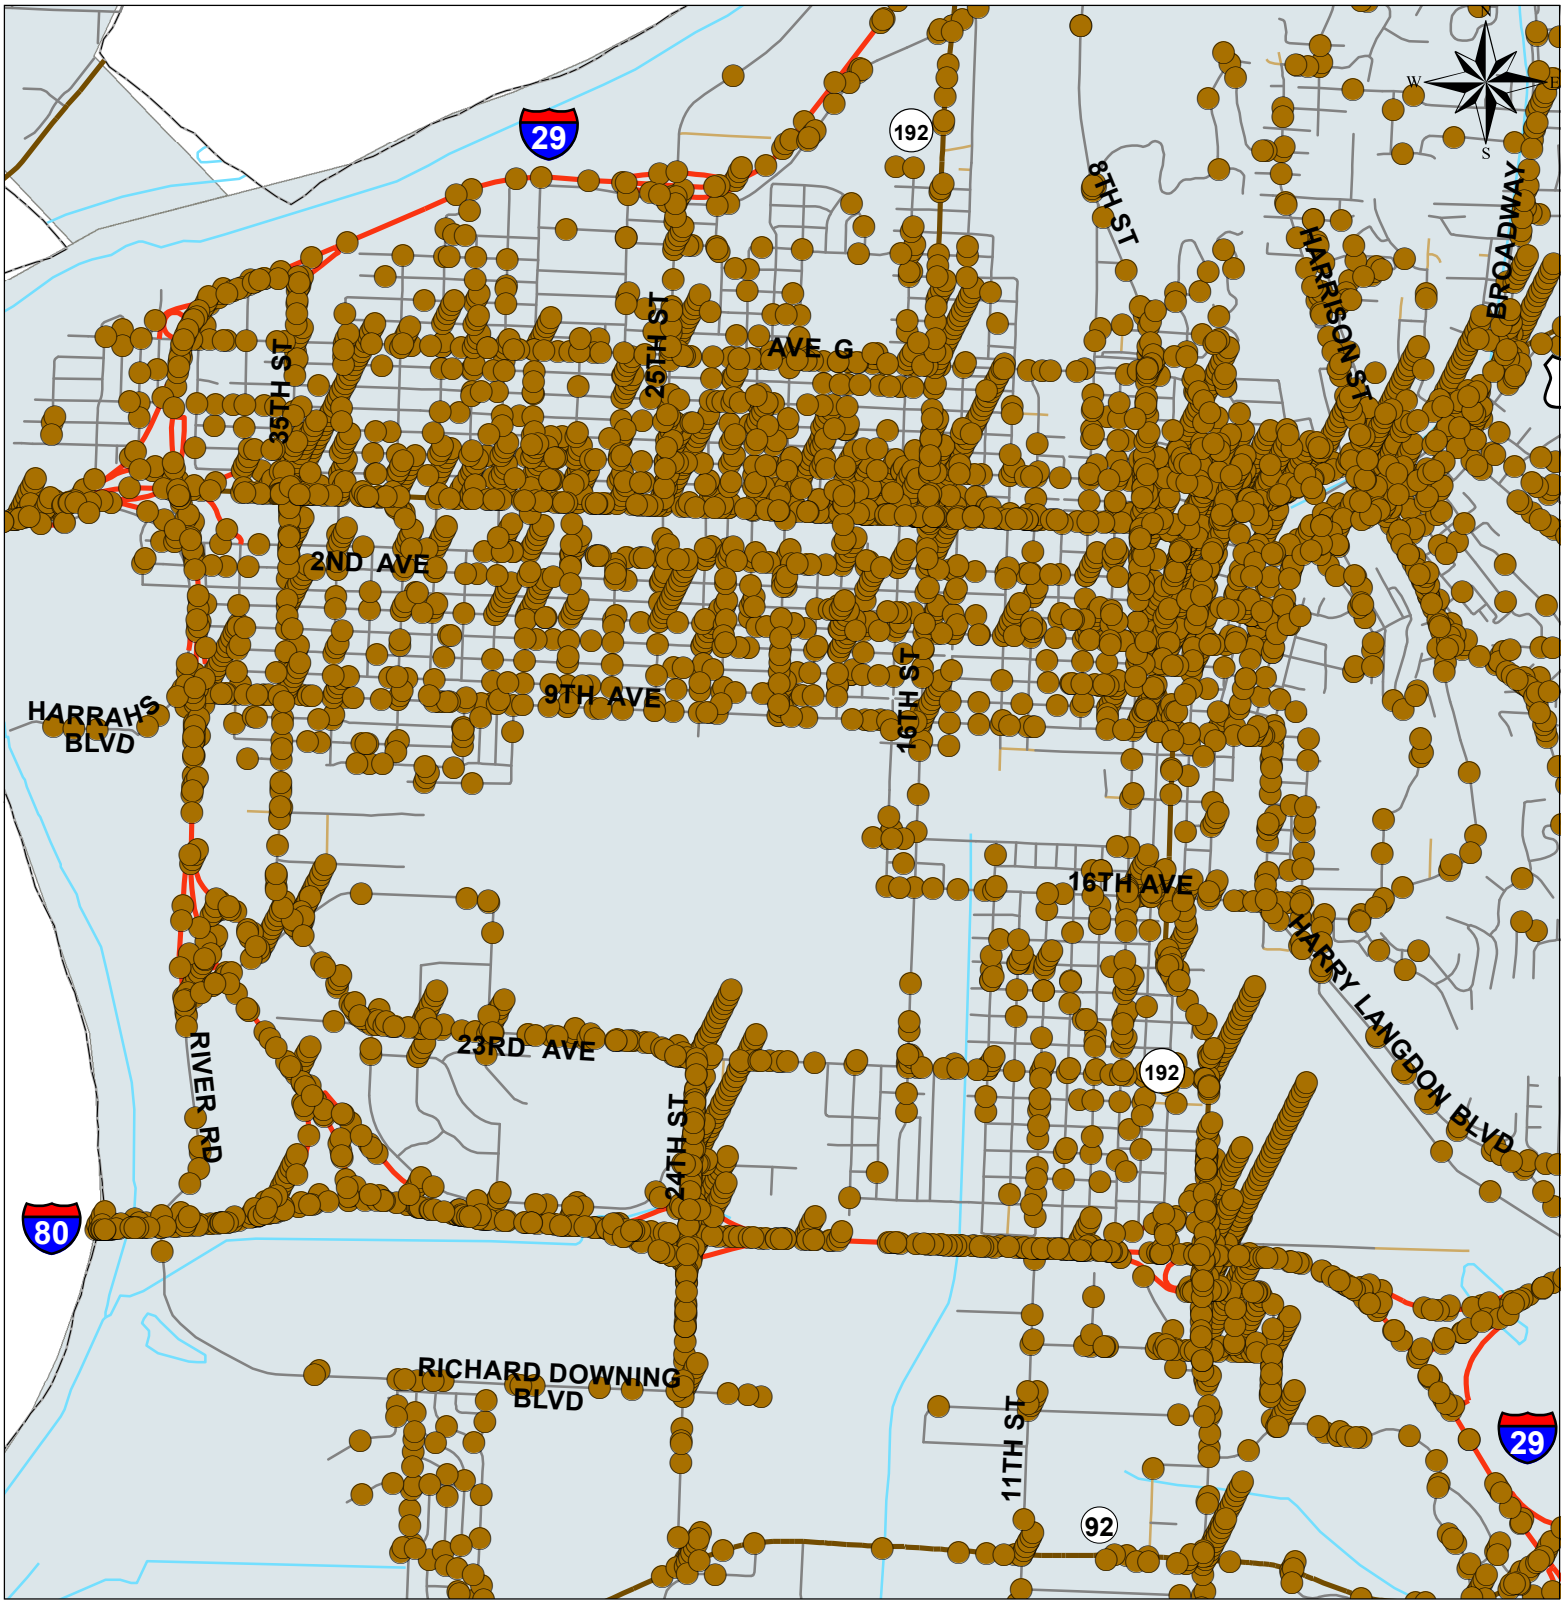 N
W
E
S
29
192
8TH ST
BROADWAY
HARRISON ST
25TH ST
AVE G
35TH ST
2ND AVE
16TH ST
9TH AVE
HARRAHS
BLVD
16TH AVE
HARRY LANGDON BLVD
23RD AVE
RIVER RD
192
24TH ST
80
RICHARD DOWNING
BLVD
11TH ST
29
92